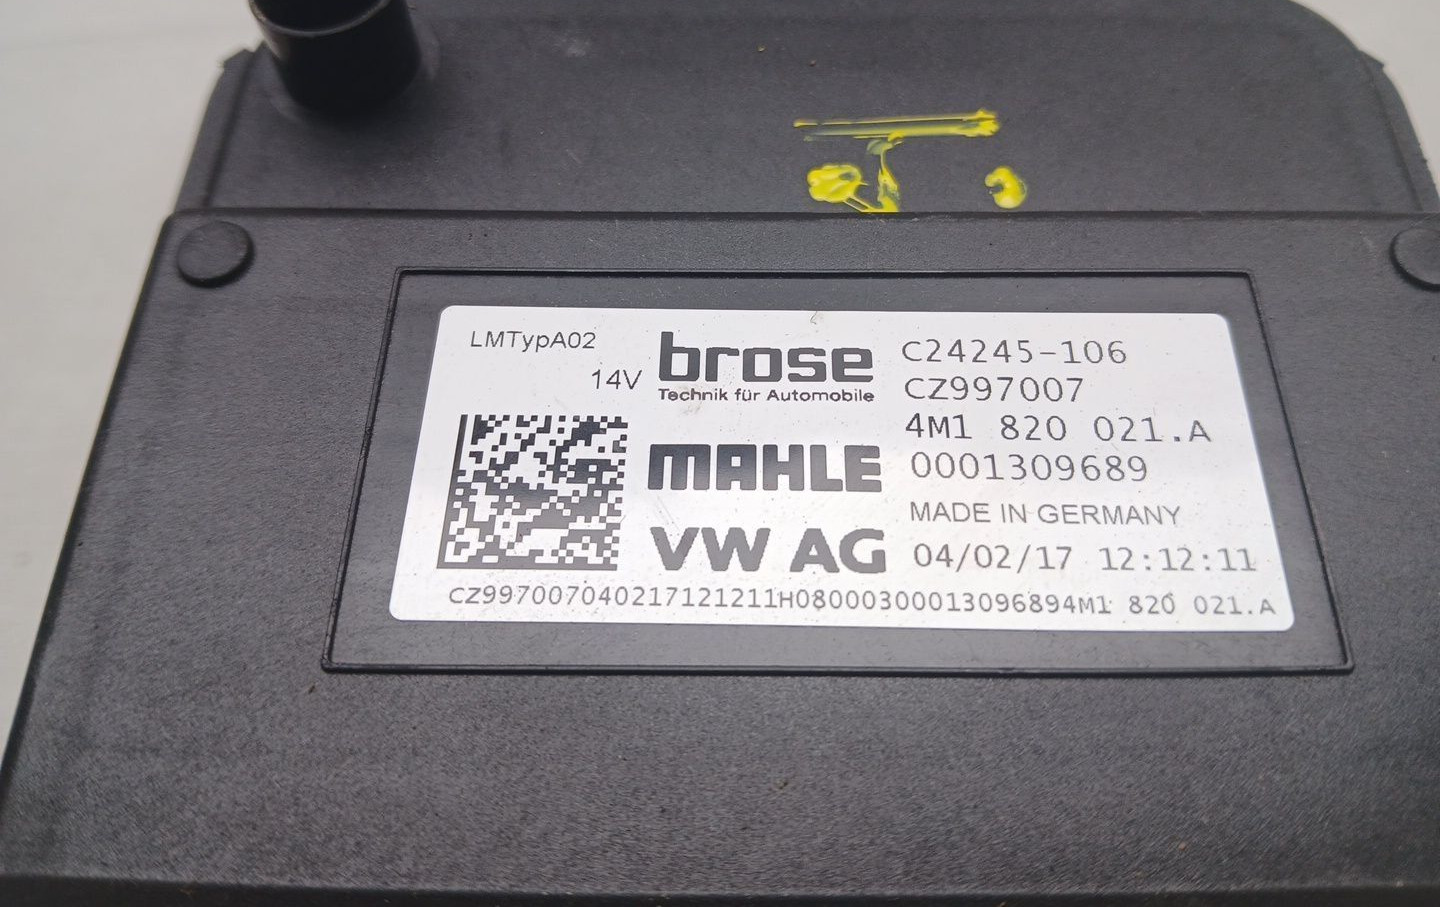 LMTypA02
14V
brose
Technik für Automobile
MAHLE
VW AG
C24245-106
CZ997007
4M1 820 021.A
0001309689
MADE IN GERMANY
04/02/17 12:12:11
CZ997007040217121211H08000300013096894M1 820 021.A